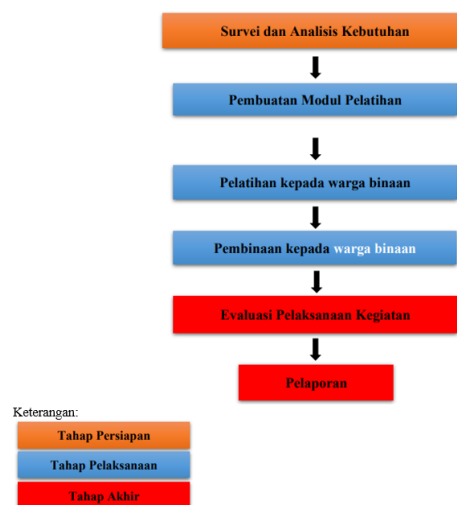 Survei dan Analisis Kebutuhan
Pembuatan Modul Pelatihan
Pelatihan kepada warga binaan
Pembinaan kepada warga binaan
Evaluasi Pelaksanaan Kegiatan
Pelaporan
Keterangan:
Tahap Persiapan
Tahap Pelaksanaan
Tahap Akhir